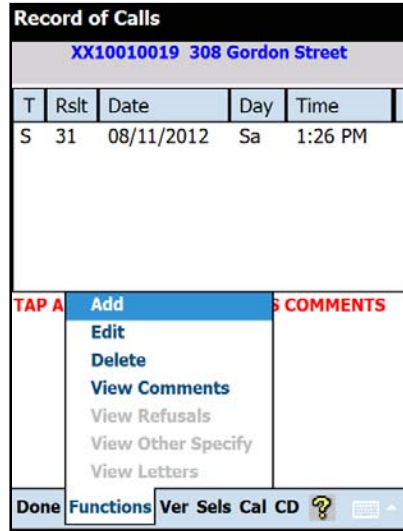 Record of Calls
XX10010019 308 Gordon Street
T Rslt Date Day Time
S 31 08/11/2012 Sa 1:26 PM
TAP A S COMMENTS
Add
Edit
Delete
View Comments
View Refusals
View Other Specify
View Letters
Done Functions Ver Sels Cal CD ?